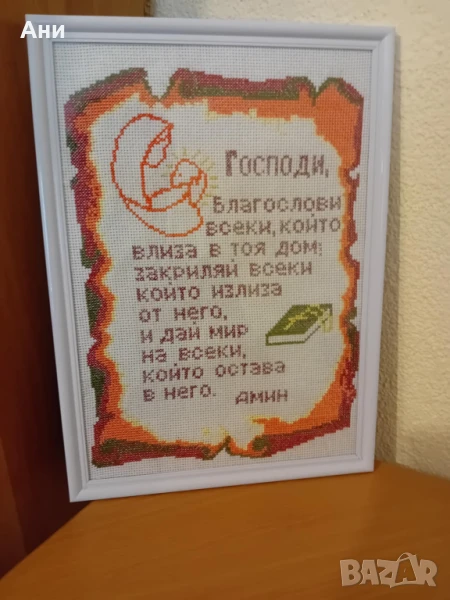 Ани
Господи,
Благослови
всеки, който
влиза в тоя дом;
закриляй всеки
който излиза
от него,
и дай мир
на всеки,
който остава
в него. Амин
BAZAR